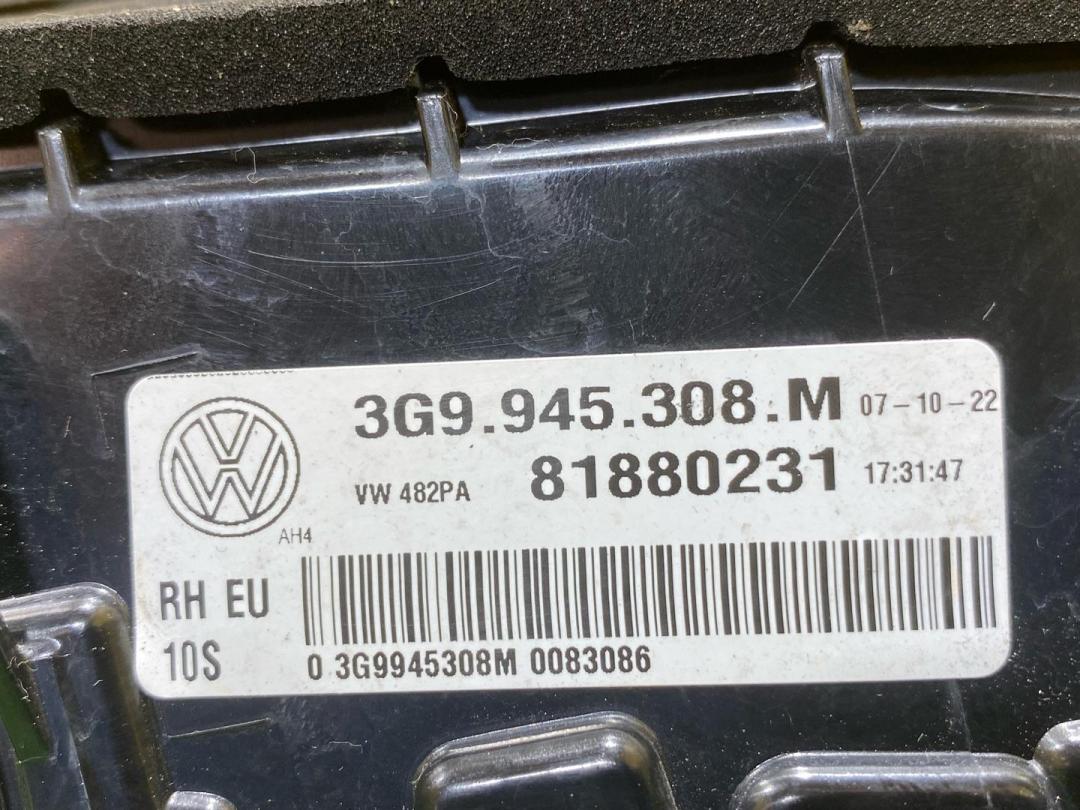 3G9.945.308.M 07-10-22
VW 482PA 81880231 17:31:47
AH4
RH EU
10S
0 3G9945308M 0083086